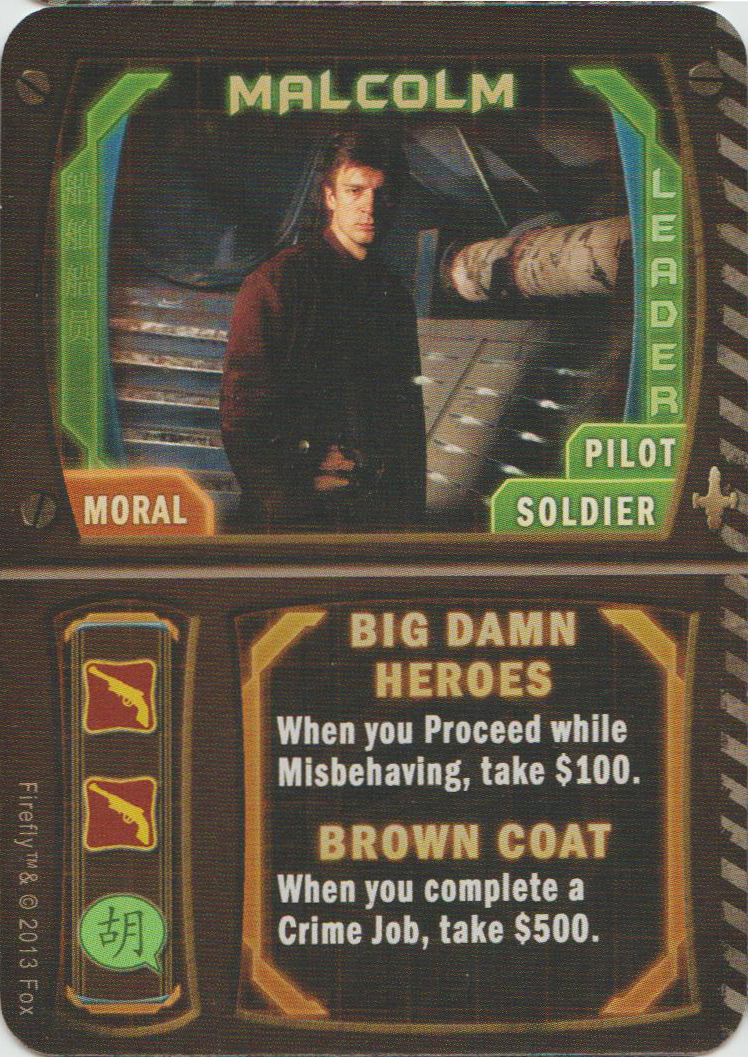 MALCOLM
LEADER
PILOT
MORAL
SOLDIER
BIG DAMN
HEROES
When you Proceed while
Misbehaving, take $100.
BROWN COAT
When you complete a
Crime Job, take $500.
胡
Firefly™& © 2013 Fox